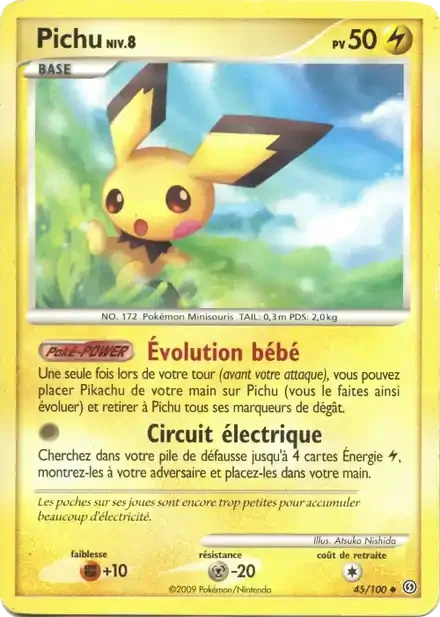 Pichu NIV.8 PV 50
BASE
NO. 172 Pokémon Minisouris TAIL: 0,3m PDS: 2,0kg
Poké-POWER Évolution bébé
Une seule fois lors de votre tour (avant votre attaque), vous pouvez
placer Pikachu de votre main sur Pichu (vous le faites ainsi
évoluer) et retirer à Pichu tous ses marqueurs de dégât.
Circuit électrique
Cherchez dans votre pile de défausse jusqu'à 4 cartes Énergie,
montrez-les à votre adversaire et placez-les dans votre main.
Les poches sur ses joues sont encore trop petites pour accumuler
beaucoup d'électricité.
Illus. Atsuko Nishida
faiblesse résistance coût de retraite
+10 -20
©2009 Pokémon/Nintendo 45/100